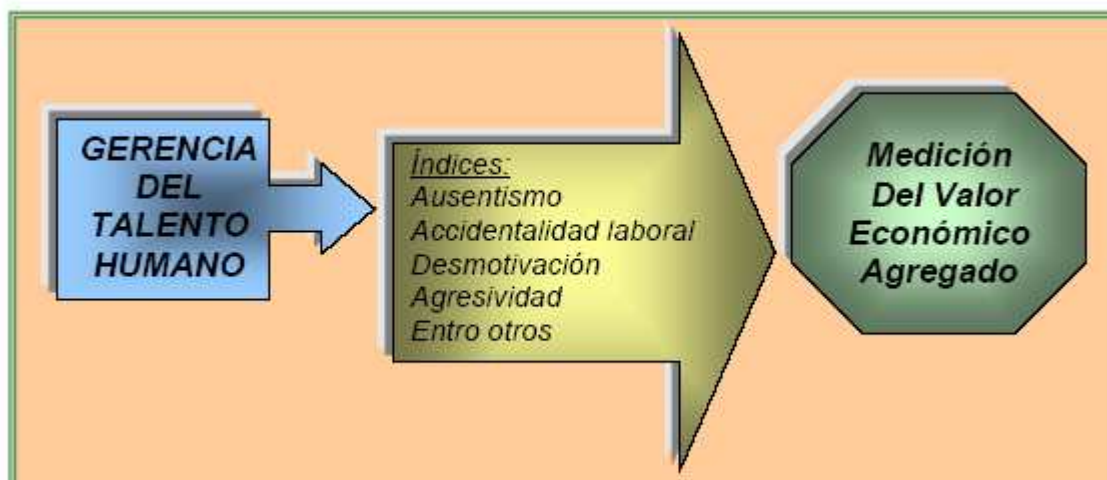 GERENCIA
DEL
TALENTO
HUMANO
Índices:
Ausentismo
Accidentalidad laboral
Desmotivación
Agresividad
Entro otros
Medición
Del Valor
Económico
Agregado